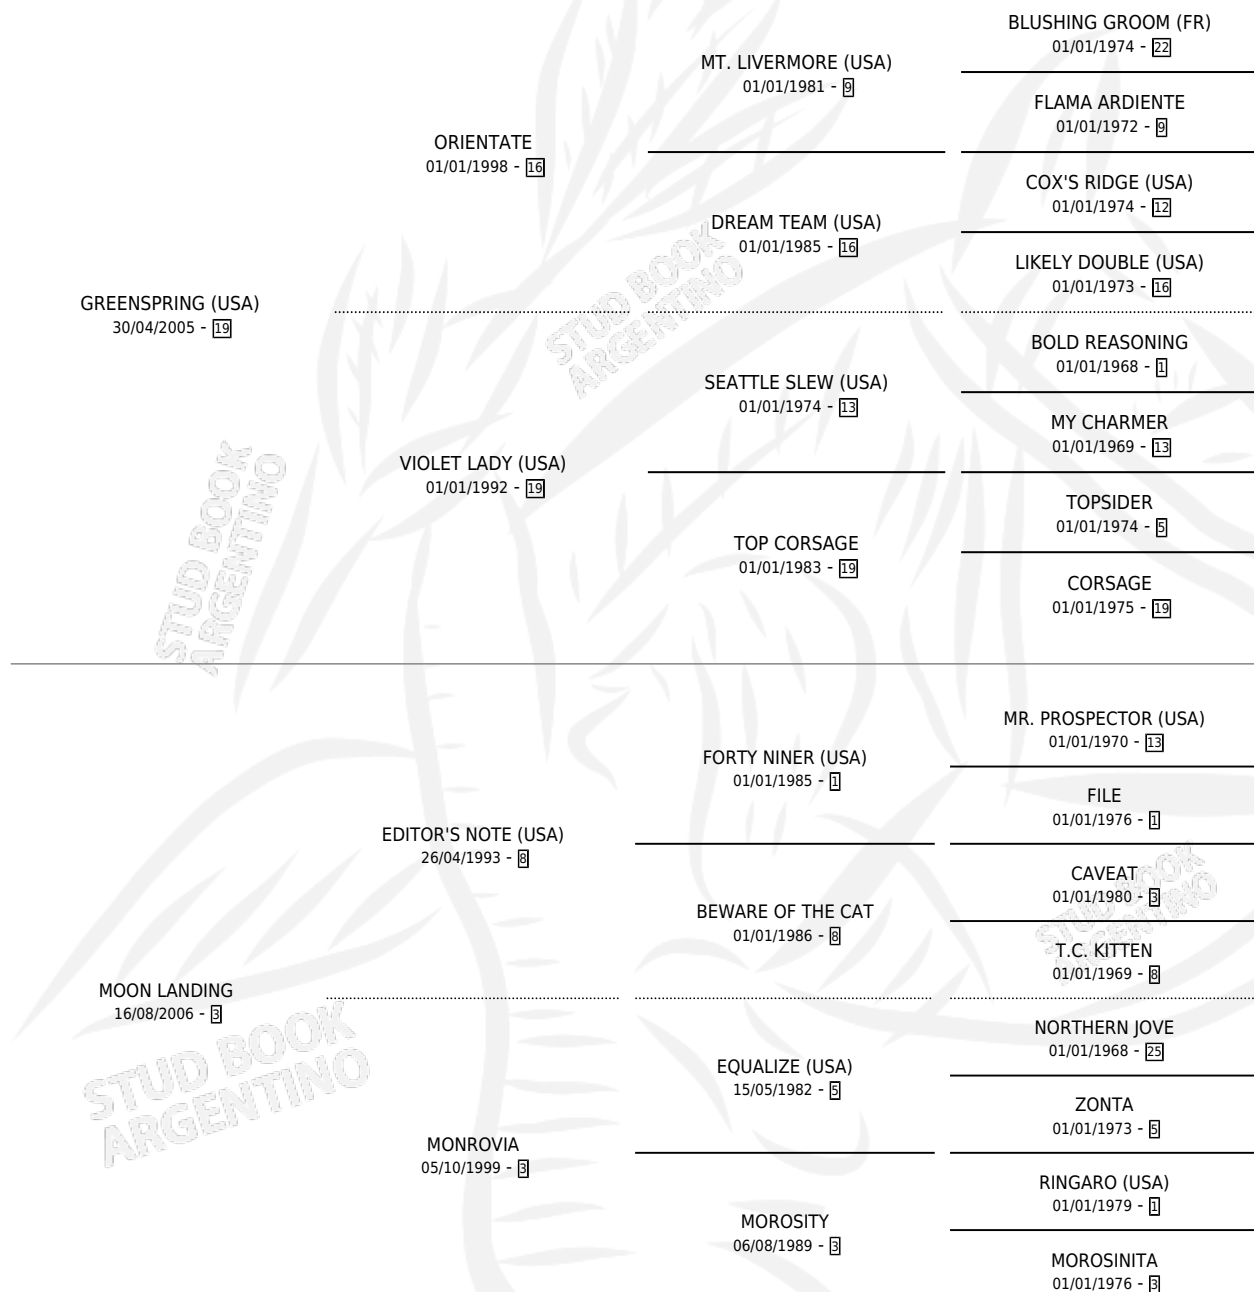 BLUSHING GROOM (FR)
01/01/1974 - 22
MT. LIVERMORE (USA)
01/01/1981 - 9
FLAMA ARDIENTE
01/01/1972 - 9
ORIENTATE
01/01/1998 - 16
COX'S RIDGE (USA)
01/01/1974 - 12
DREAM TEAM (USA)
01/01/1985 - 16
LIKELY DOUBLE (USA)
01/01/1973 - 16
GREENSPRING (USA)
30/04/2005 - 19
STUD BOOK
ARGENTINO
BOLD REASONING
01/01/1968 - 1
SEATTLE SLEW (USA)
01/01/1974 - 13
MY CHARMER
01/01/1969 - 13
VIOLET LADY (USA)
01/01/1992 - 19
TOPSIDER
01/01/1974 - 5
TOP CORSAGE
01/01/1983 - 19
CORSAGE
01/01/1975 - 19
STUD BOOK
ARGENTINO
MR. PROSPECTOR (USA)
01/01/1970 - 13
FORTY NINER (USA)
01/01/1985 - 1
FILE
01/01/1976 - 1
EDITOR'S NOTE (USA)
26/04/1993 - 8
CAVEAT
01/01/1980 - 3
BEWARE OF THE CAT
01/01/1986 - 8
T.C. KITTEN
01/01/1969 - 8
STUD BOOK
ARGENTINO
MOON LANDING
16/08/2006 - 3
NORTHERN JOVE
01/01/1968 - 25
EQUALIZE (USA)
15/05/1982 - 5
ZONTA
01/01/1973 - 5
STUD BOOK
ARGENTINO
MONROVIA
05/10/1999 - 3
RINGARO (USA)
01/01/1979 - 1
MOROSITY
06/08/1989 - 3
MOROSINITA
01/01/1976 - 3